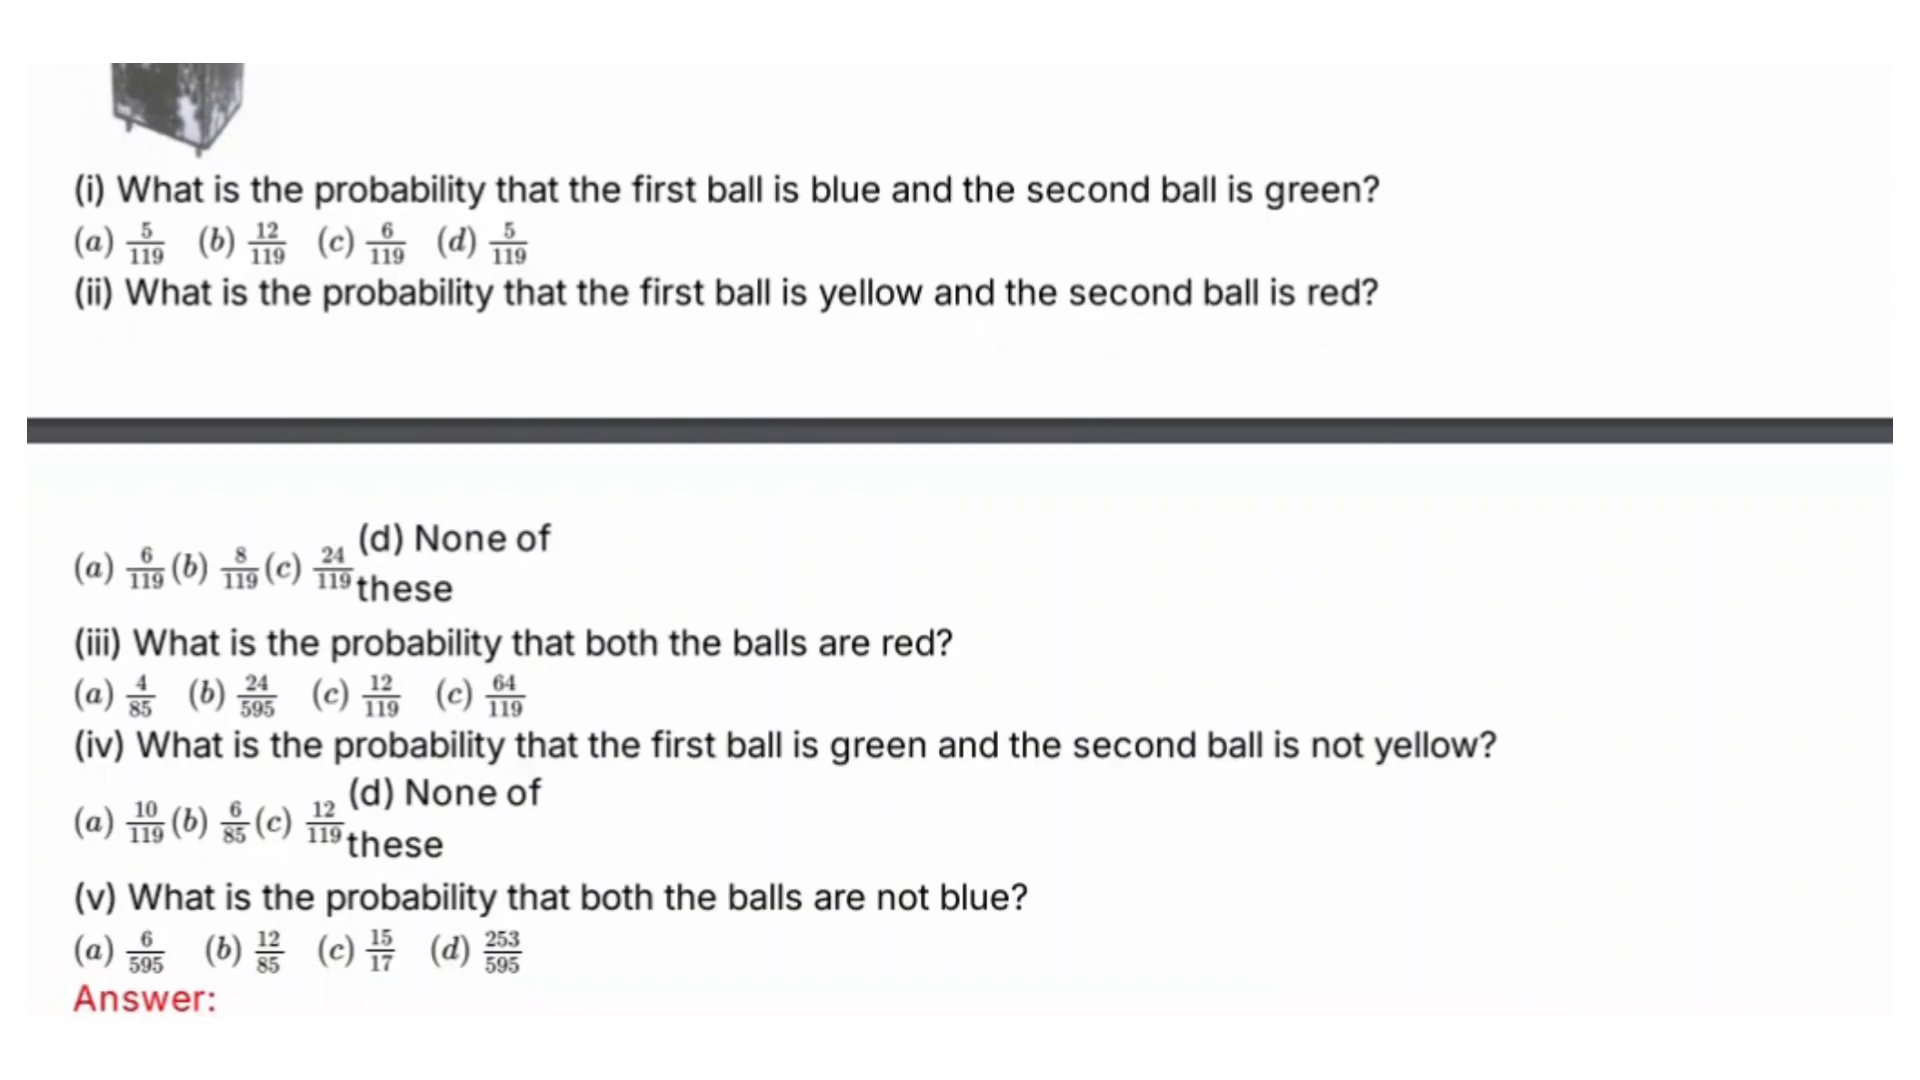 (i) What is the probability that the first ball is blue and the second ball is green?
(a) 5/119 (b) 12/119 (c) 6/119 (d) 5/119
(ii) What is the probability that the first ball is yellow and the second ball is red?
(a) 6/119 (b) 8/119 (c) 24/119 (d) None of these
(iii) What is the probability that both the balls are red?
(a) 4/85 (b) 24/595 (c) 12/119 (c) 64/119
(iv) What is the probability that the first ball is green and the second ball is not yellow?
(a) 10/119 (b) 6/85 (c) 12/119 (d) None of these
(v) What is the probability that both the balls are not blue?
(a) 6/595 (b) 12/85 (c) 15/17 (d) 253/595
Answer: